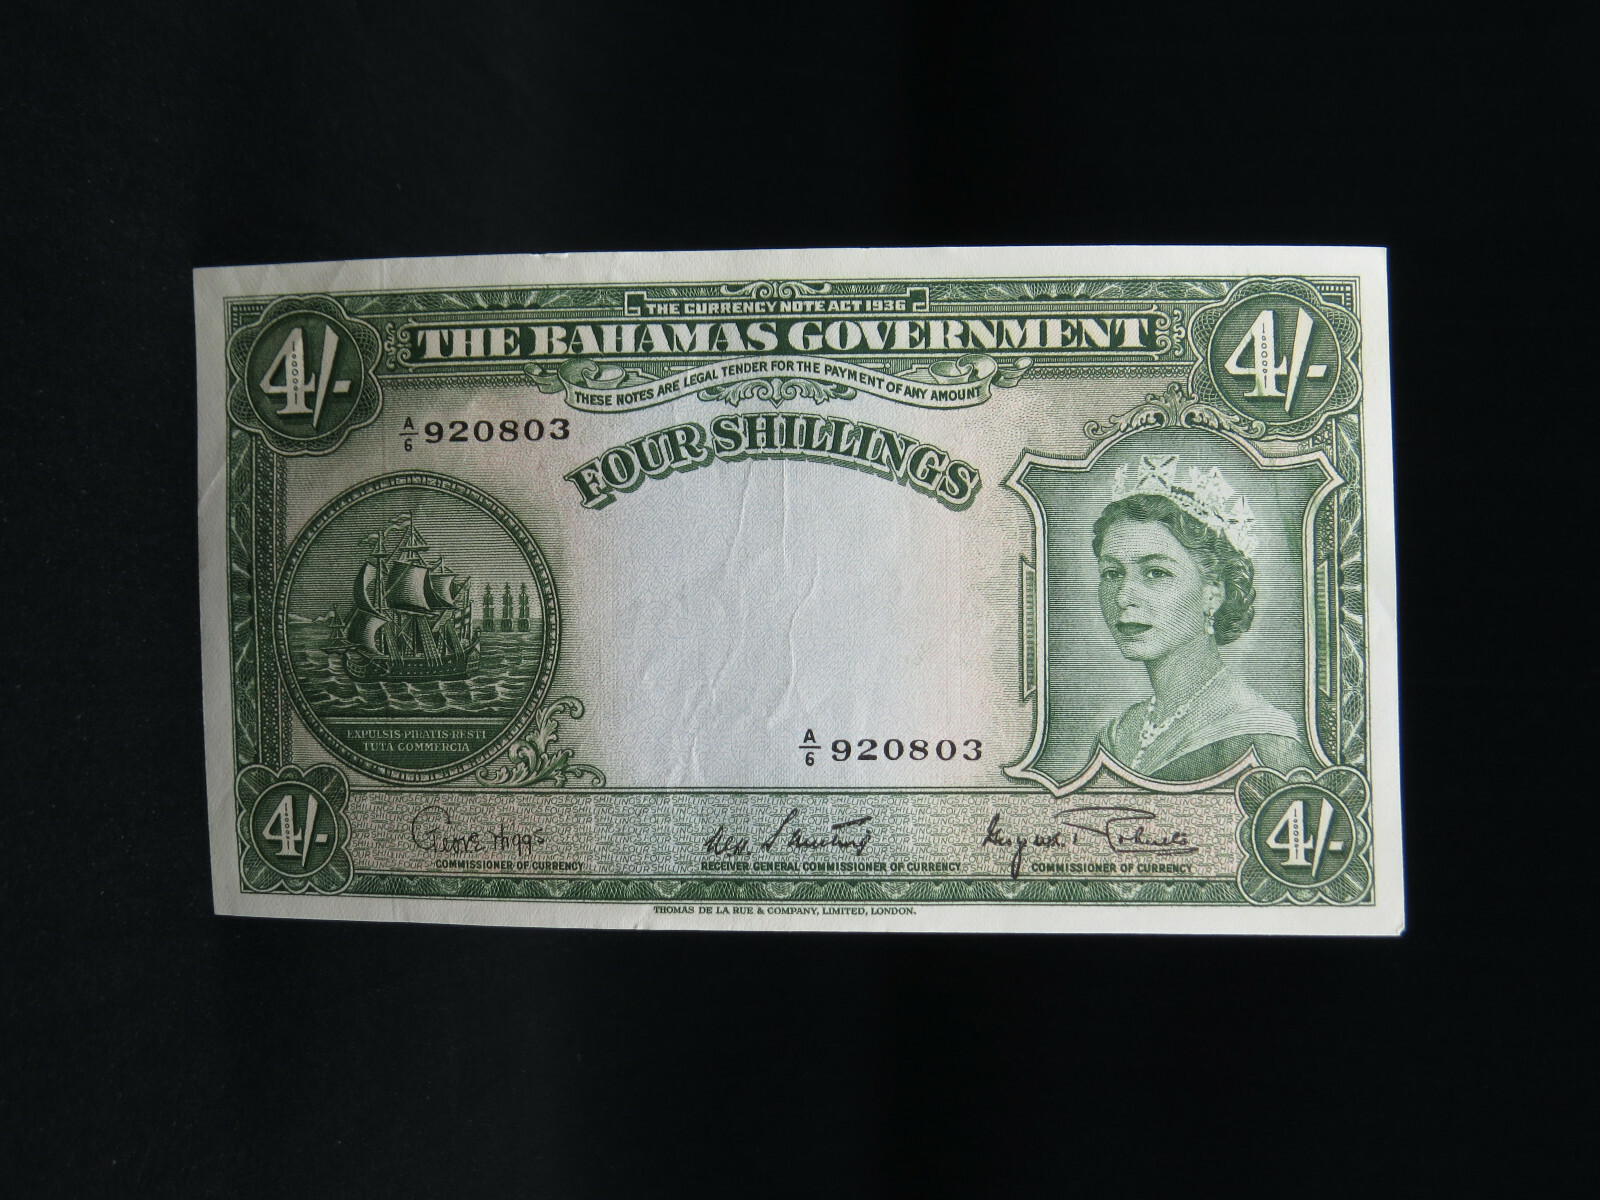 THE CURRENCY NOTE ACT 1936
4/- THE BAHAMAS GOVERNMENT 4/-
THESE NOTES ARE LEGAL TENDER FOR THE PAYMENT OF ANY AMOUNT
A/6 920803
FOUR SHILLINGS
EXPULSIS PIRATIS RESTI
TUTA COMMERCIA
A/6 920803
4/- 4/-
COMMISSIONER OF CURRENCY RECEIVER GENERAL COMMISSIONER OF CURRENCY COMMISSIONER OF CURRENCY
THOMAS DE LA RUE & COMPANY, LIMITED, LONDON.